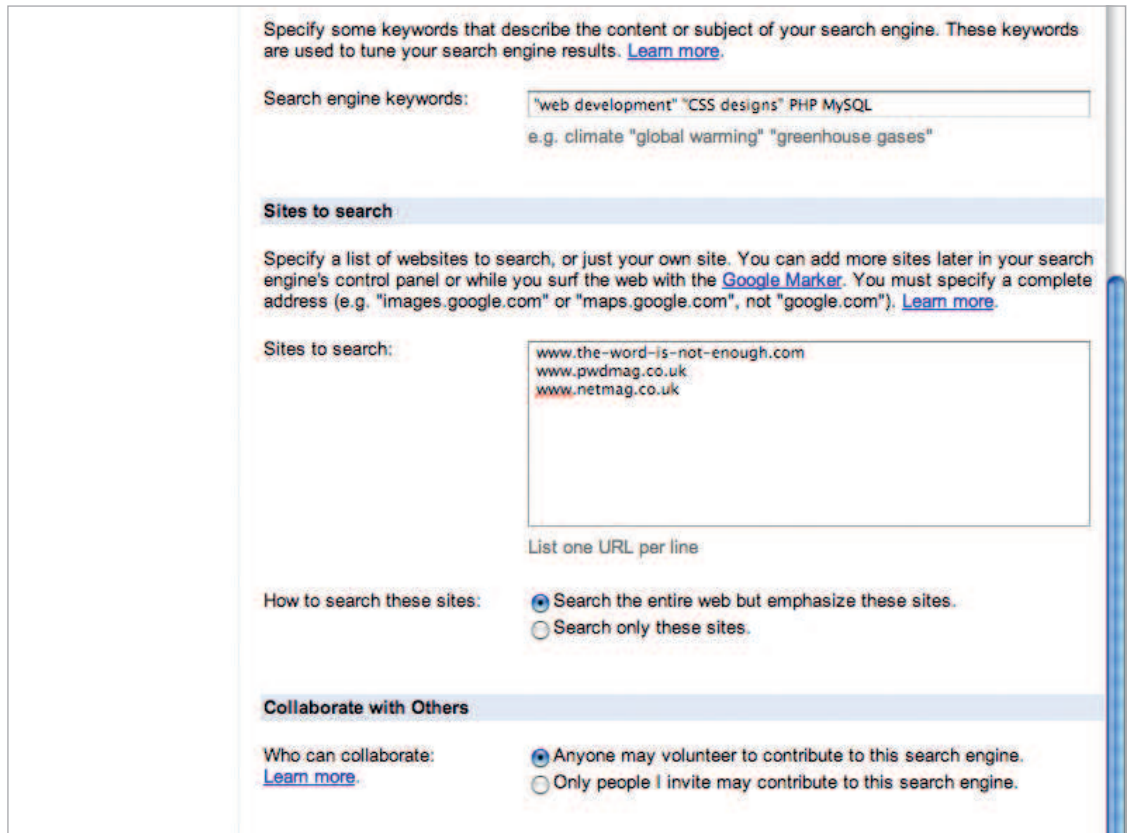 Specify some keywords that describe the content or subject of your search engine. These keywords
are used to tune your search engine results. Learn more.
Search engine keywords:
"web development" "CSS designs" PHP MySQL
e.g. climate "global warming" "greenhouse gases"
Sites to search
Specify a list of websites to search, or just your own site. You can add more sites later in your search
engine's control panel or while you surf the web with the Google Marker. You must specify a complete
address (e.g. "images.google.com" or "maps.google.com", not "google.com"). Learn more.
Sites to search:
www.the-word-is-not-enough.com
www.pwdmag.co.uk
www.netmag.co.uk
List one URL per line
How to search these sites:
Search the entire web but emphasize these sites.
Search only these sites.
Collaborate with Others
Who can collaborate:
Learn more.
Anyone may volunteer to contribute to this search engine.
Only people I invite may contribute to this search engine.